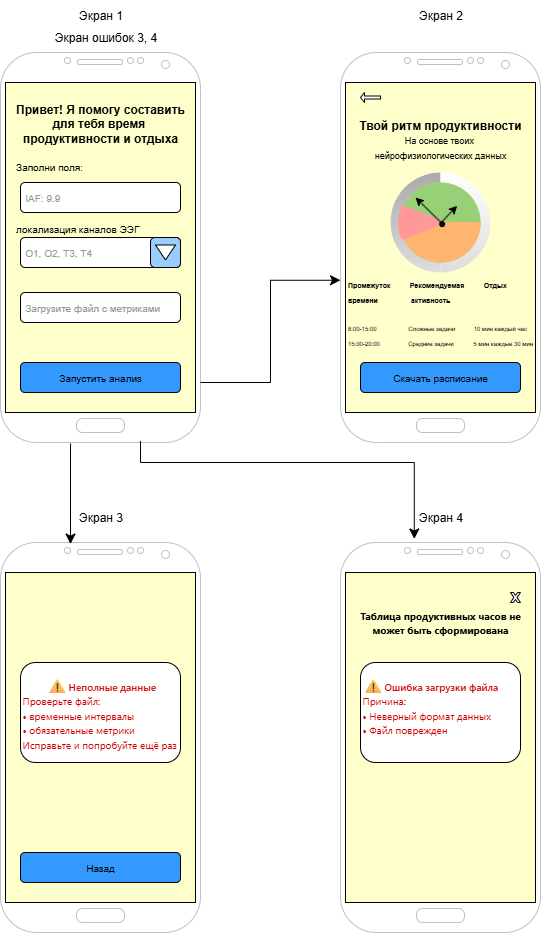 Экран 1
Экран ошибок 3, 4
Привет! Я помогу составить
для тебя время
продуктивности и отдыха
Заполни поля:
IAF: 9.9
локализация каналов ЭЭГ
O1, O2, T3, T4
Загрузите файл с метриками
Запустить анализ
Экран 2
Твой ритм продуктивности
На основе твоих
нейрофизиологических данных
Промежуток Рекомендуемая Отдых
времени активность
8:00-15:00 Сложные задачи 10 мин каждый час
15:00-20:00 Средние задачи 5 мин каждые 30 мин
Скачать расписание
Экран 3
Неполные данные
Проверьте файл:
• временные интервалы
• обязательные метрики
Исправьте и попробуйте ещё раз
Назад
Экран 4
X
Таблица продуктивных часов не
может быть сформирована
Ошибка загрузки файла
Причина:
• Неверный формат данных
• Файл поврежден